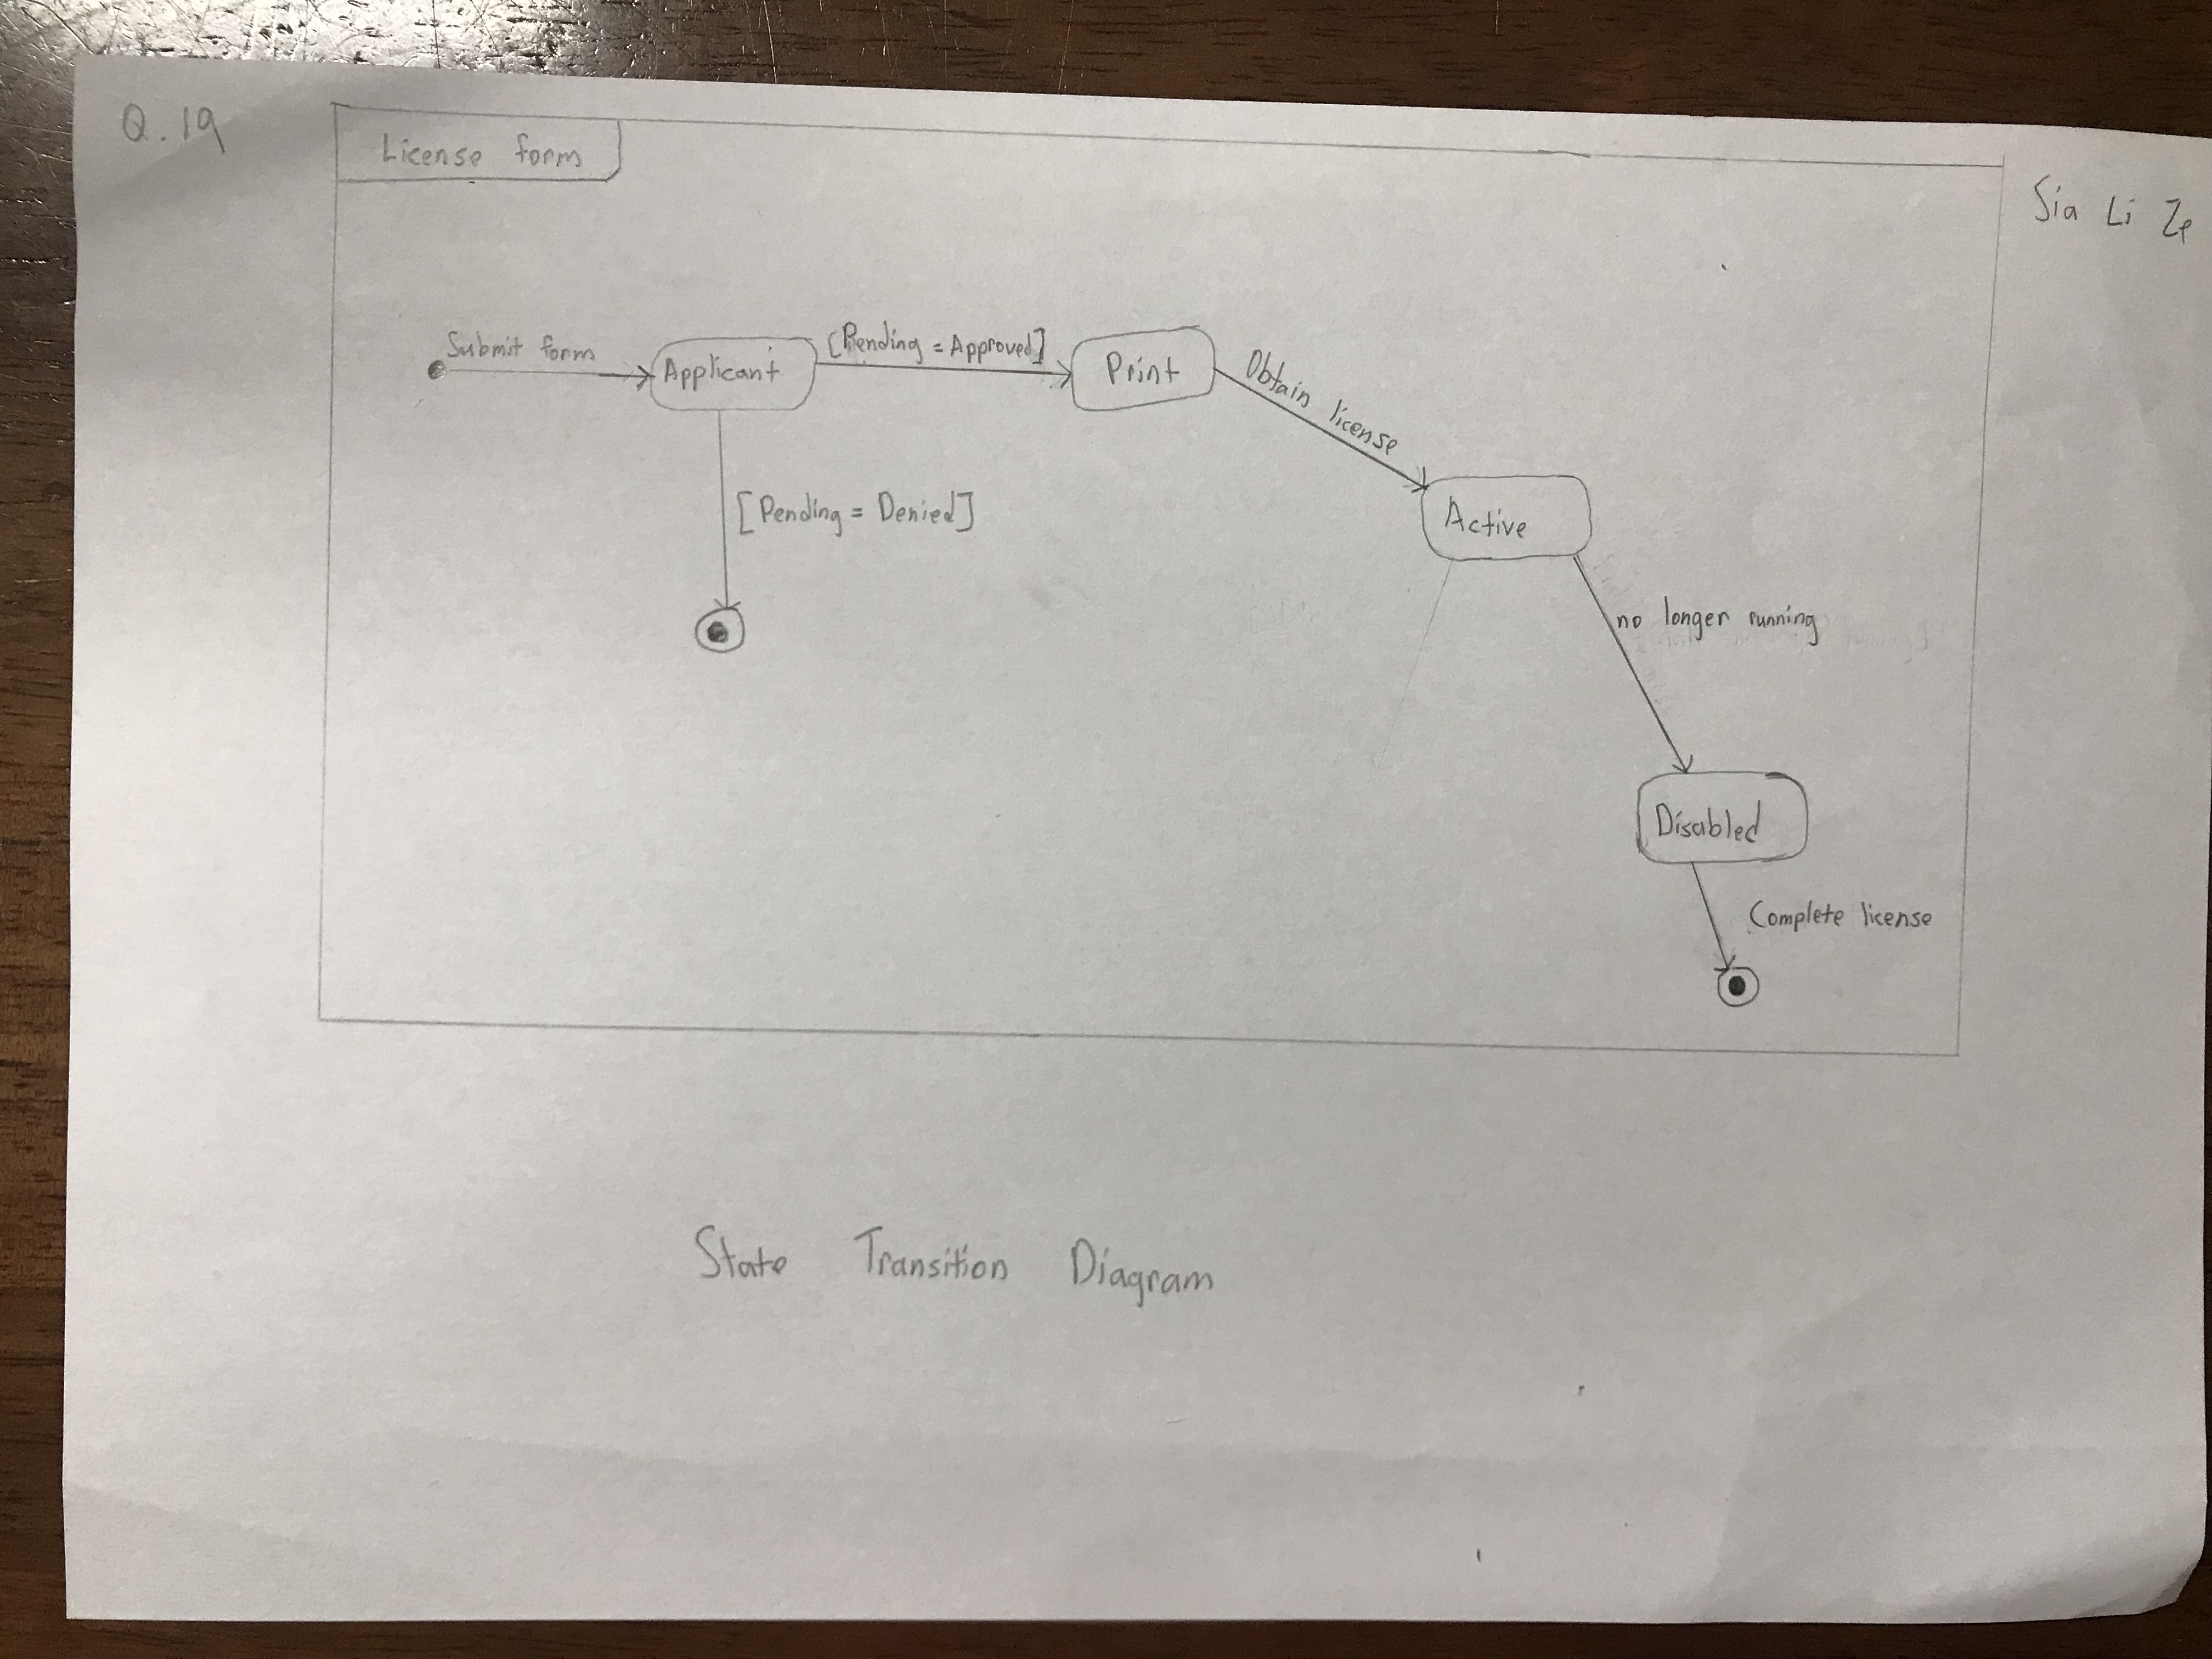 Q. 19
Sia Li Ze
License form
Submit form
Applicant
[Pending = Approved]
Print
Obtain license
Active
[Pending = Denied]
no longer running
Disabled
Complete license
State Transition Diagram